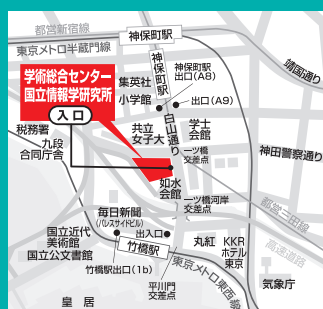 都営新宿線
東京メトロ半蔵門線
神保町駅
神保町駅
神保町駅
出口(A8)
靖国通り
学術総合センター
国立情報学研究所
入口
集英社
小学館
出口(A9)
白山通り
税務署
九段
合同庁舎
共立
女子大
学士
会館
一ツ橋
交差点
神田警察通り
如水
会館
一ツ橋河岸
交差点
都営三田線
毎日新聞
(パレスサイドビル)
国立近代
美術館
国立公文書館
出入口
竹橋駅
丸紅
KKR
ホテル
東京
高速道路
竹橋駅出口(1b)
平川門
交差点
東京メトロ東西線
気象庁
皇居